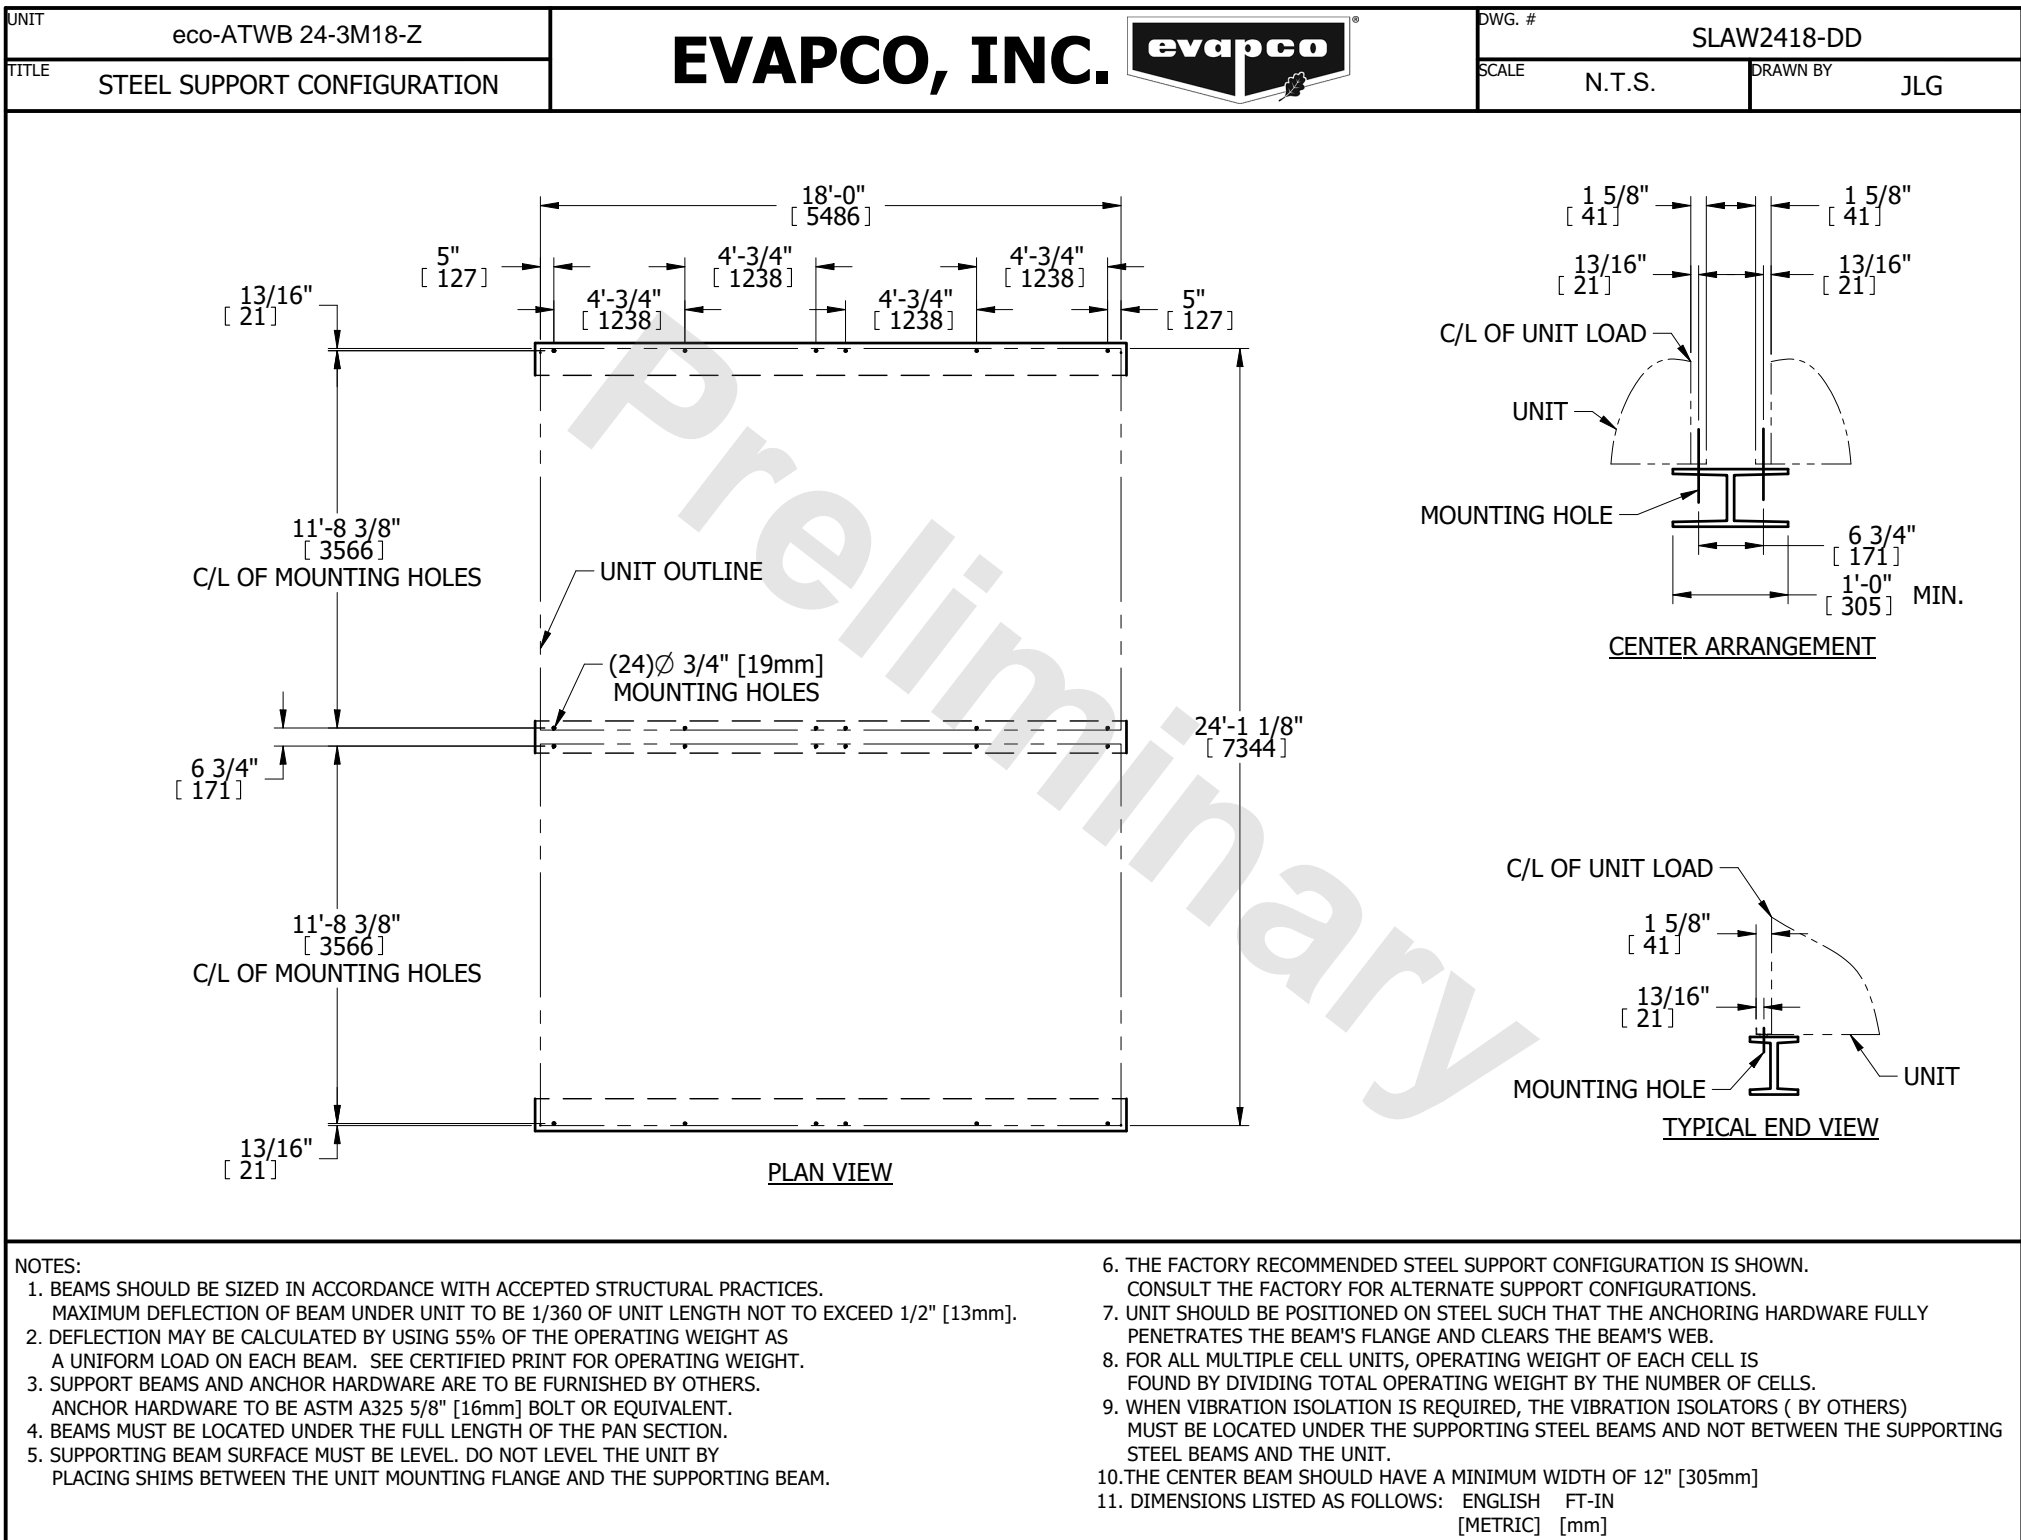 UNIT
eco-ATWB 24-3M18-Z
TITLE
STEEL SUPPORT CONFIGURATION
EVAPCO, INC.
evapco
®
DWG. #
SLAW2418-DD
SCALE
N.T.S.
DRAWN BY
JLG
18'-0"
[ 5486 ]
5"
[ 127 ]
4'-3/4"
[ 1238 ]
4'-3/4"
[ 1238 ]
13/16"
[ 21 ]
4'-3/4"
[ 1238 ]
4'-3/4"
[ 1238 ]
5"
[ 127 ]
11'-8 3/8"
[ 3566 ]
C/L OF MOUNTING HOLES
UNIT OUTLINE
(24)Ø 3/4" [19mm]
MOUNTING HOLES
6 3/4"
[ 171 ]
24'-1 1/8"
[ 7344 ]
11'-8 3/8"
[ 3566 ]
C/L OF MOUNTING HOLES
13/16"
[ 21 ]
PLAN VIEW
Preliminary
1 5/8"
[ 41 ]
1 5/8"
[ 41 ]
13/16"
[ 21 ]
13/16"
[ 21 ]
C/L OF UNIT LOAD
UNIT
MOUNTING HOLE
6 3/4"
[ 171 ]
1'-0"
[ 305 ] MIN.
CENTER ARRANGEMENT
C/L OF UNIT LOAD
1 5/8"
[ 41 ]
13/16"
[ 21 ]
MOUNTING HOLE
UNIT
TYPICAL END VIEW
NOTES:
1. BEAMS SHOULD BE SIZED IN ACCORDANCE WITH ACCEPTED STRUCTURAL PRACTICES.
MAXIMUM DEFLECTION OF BEAM UNDER UNIT TO BE 1/360 OF UNIT LENGTH NOT TO EXCEED 1/2" [13mm].
2. DEFLECTION MAY BE CALCULATED BY USING 55% OF THE OPERATING WEIGHT AS
A UNIFORM LOAD ON EACH BEAM. SEE CERTIFIED PRINT FOR OPERATING WEIGHT.
3. SUPPORT BEAMS AND ANCHOR HARDWARE ARE TO BE FURNISHED BY OTHERS.
ANCHOR HARDWARE TO BE ASTM A325 5/8" [16mm] BOLT OR EQUIVALENT.
4. BEAMS MUST BE LOCATED UNDER THE FULL LENGTH OF THE PAN SECTION.
5. SUPPORTING BEAM SURFACE MUST BE LEVEL. DO NOT LEVEL THE UNIT BY
PLACING SHIMS BETWEEN THE UNIT MOUNTING FLANGE AND THE SUPPORTING BEAM.
6. THE FACTORY RECOMMENDED STEEL SUPPORT CONFIGURATION IS SHOWN.
CONSULT THE FACTORY FOR ALTERNATE SUPPORT CONFIGURATIONS.
7. UNIT SHOULD BE POSITIONED ON STEEL SUCH THAT THE ANCHORING HARDWARE FULLY
PENETRATES THE BEAM'S FLANGE AND CLEARS THE BEAM'S WEB.
8. FOR ALL MULTIPLE CELL UNITS, OPERATING WEIGHT OF EACH CELL IS
FOUND BY DIVIDING TOTAL OPERATING WEIGHT BY THE NUMBER OF CELLS.
9. WHEN VIBRATION ISOLATION IS REQUIRED, THE VIBRATION ISOLATORS ( BY OTHERS)
MUST BE LOCATED UNDER THE SUPPORTING STEEL BEAMS AND NOT BETWEEN THE SUPPORTING
STEEL BEAMS AND THE UNIT.
10.THE CENTER BEAM SHOULD HAVE A MINIMUM WIDTH OF 12" [305mm]
11. DIMENSIONS LISTED AS FOLLOWS: ENGLISH FT-IN
[METRIC] [mm]